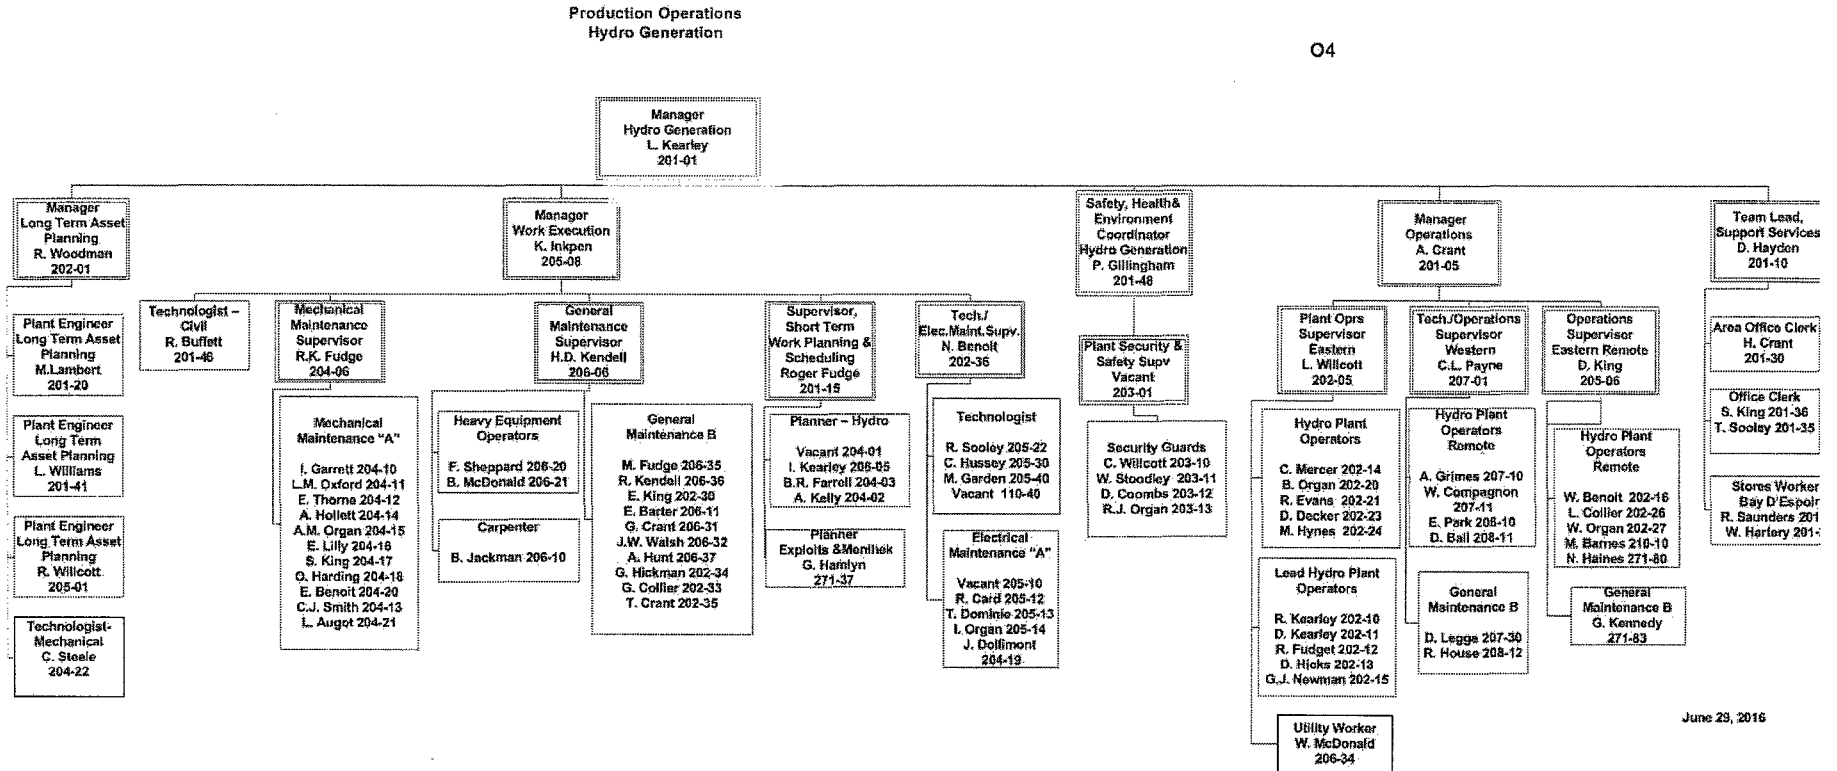 Production Operations
Hydro Generation
O4
Manager
Hydro Generation
L. Kearley
201-01
Manager
Long Term Asset
Planning
R. Woodman
202-01
Manager
Work Execution
K. Inkpen
205-08
Safety, Health&
Environment
Coordinator
Hydro Generation
P. Gillingham
201-48
Manager
Operations
A. Crant
201-05
Team Lead,
Support Services
D. Hayden
201-10
Plant Engineer
Long Term Asset
Planning
M.Lambert
201-20
Plant Engineer
Long Term
Asset Planning
L. Williams
201-41
Plant Engineer
Long Term Asset
Planning
R. Willcott
205-01
Technologist-
Mechanical
C. Steele
204-22
Technologist –
Civil
R. Buffett
201-46
Mechanical
Maintenance
Supervisor
R.K. Fudge
204-06
Mechanical
Maintenance "A"
I. Garrett 204-10
L.M. Oxford 204-11
E. Thorne 204-12
A. Hollett 204-14
A.M. Organ 204-15
E. Lilly 204-16
S. King 204-17
O. Harding 204-18
E. Benoit 204-20
C.J. Smith 204-13
L. Augot 204-21
General
Maintenance
Supervisor
H.D. Kendell
206-06
Heavy Equipment
Operators
F. Sheppard 206-20
B. McDonald 206-21
Carpenter
B. Jackman 206-10
General
Maintenance B
M. Fudge 206-35
R. Kendell 206-36
E. King 202-30
E. Barter 206-11
G. Crant 206-31
J.W. Walsh 206-32
A. Hunt 206-37
G. Hickman 202-34
G. Collier 202-33
T. Crant 202-35
Supervisor,
Short Term
Work Planning &
Scheduling
Roger Fudge
201-15
Planner – Hydro
Vacant 204-01
I. Kearley 206-05
B.R. Farrell 204-03
A. Kelly 204-02
Planner
Exploits &Menihek
G. Hamlyn
271-37
Tech./
Elec.Maint.Supv.
N. Benoit
202-36
Technologist
R. Sooley 205-22
C. Hussey 205-30
M. Garden 205-40
Vacant 110-40
Electrical
Maintenance "A"
Vacant 205-10
R. Card 205-12
T. Dominie 205-13
I. Organ 205-14
J. Dollimont
204-19
Plant Security &
Safety Supv
Vacant
203-01
Security Guards
C. Willcott 203-10
W. Stoodley 203-11
D. Coombs 203-12
R.J. Organ 203-13
Plant Oprs
Supervisor
Eastern
L. Willcott
202-05
Hydro Plant
Operators
C. Mercer 202-14
B. Organ 202-20
R. Evans 202-21
D. Decker 202-23
M. Hynes 202-24
Lead Hydro Plant
Operators
R. Kearley 202-10
D. Kearley 202-11
R. Fudget 202-12
D. Hicks 202-13
G.J. Newman 202-15
Utility Worker
W. McDonald
206-34
Tech./Operations
Supervisor
Western
C.L. Payne
207-01
Hydro Plant
Operators
Remote
A. Grimes 207-10
W. Compagnon
207-11
E. Park 208-10
D. Ball 208-11
General
Maintenance B
D. Legge 207-30
R. House 208-12
Operations
Supervisor
Eastern Remote
D. King
205-06
Hydro Plant
Operators
Remote
W. Benoit 202-16
L. Collier 202-26
W. Organ 202-27
M. Barnes 210-10
N. Haines 271-80
General
Maintenance B
G. Kennedy
271-83
Area Office Clerk
H. Crant
201-30
Office Clerk
S. King 201-36
T. Sooley 201-35
Stores Worker
Bay D'Espoir
R. Saunders 201
W. Hartery 201-
June 29, 2016